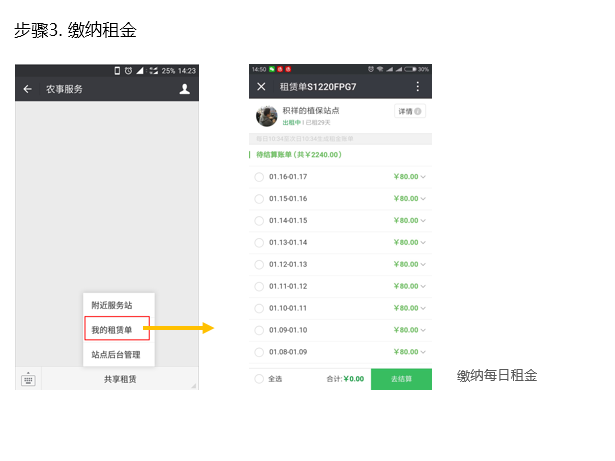 步骤3. 缴纳租金
25% 14:23
农事服务
附近服务站
我的租赁单
站点后台管理
共享租赁
14:50
30%
租赁单S1220FPG7
积祥的植保站点
详情
出租中 | 已租29天
待结算账单 (共￥2240.00)
01.16-01.17 ￥80.00
01.15-01.16 ￥80.00
01.14-01.15 ￥80.00
01.13-01.14 ￥80.00
01.12-01.13 ￥80.00
01.11-01.12 ￥80.00
01.10-01.11 ￥80.00
01.09-01.10 ￥80.00
01.08-01.09 ￥80.00
全选 合计:￥0.00 去结算
缴纳每日租金